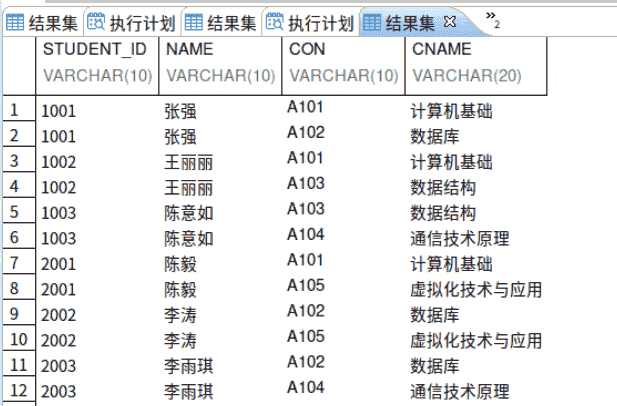 结果集 执行计划 结果集 执行计划 结果集 »2
STUDENT_ID NAME CON CNAME
VARCHAR(10) VARCHAR(10) VARCHAR(10) VARCHAR(20)
1 1001 张强 A101 计算机基础
2 1001 张强 A102 数据库
3 1002 王丽丽 A101 计算机基础
4 1002 王丽丽 A103 数据结构
5 1003 陈意如 A103 数据结构
6 1003 陈意如 A104 通信技术原理
7 2001 陈毅 A101 计算机基础
8 2001 陈毅 A105 虚拟化技术与应用
9 2002 李涛 A102 数据库
10 2002 李涛 A105 虚拟化技术与应用
11 2003 李雨琪 A102 数据库
12 2003 李雨琪 A104 通信技术原理